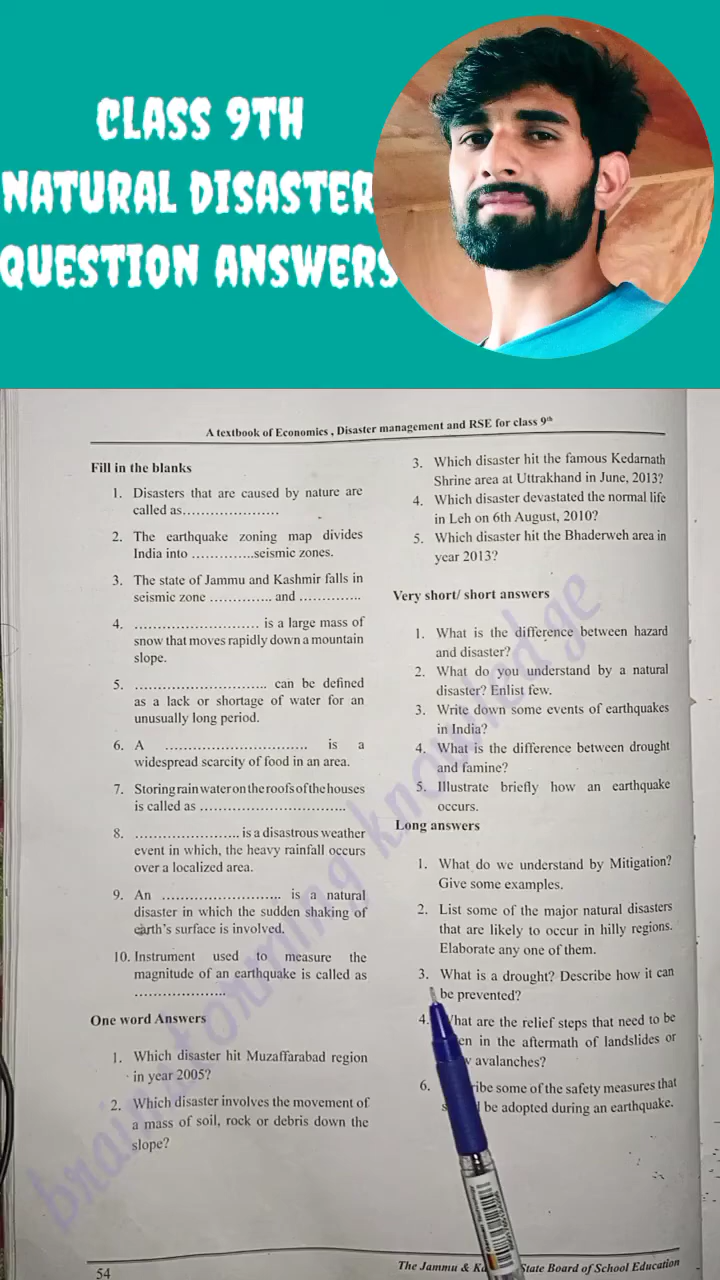 CLASS 9TH
NATURAL DISASTER
QUESTION ANSWERS
A textbook of Economics , Disaster management and RSE for class 9th
Fill in the blanks
1. Disasters that are caused by nature are
called as.....................
2. The earthquake zoning map divides
India into ..............seismic zones.
3. The state of Jammu and Kashmir falls in
seismic zone .............. and ..............
4. ............................ is a large mass of
snow that moves rapidly down a mountain
slope.
5. .............................. can be defined
as a lack or shortage of water for an
unusually long period.
6. A ................................ is a
widespread scarcity of food in an area.
7. Storing rain water on the roofs of the houses
is called as .................................
8. ........................ is a disastrous weather
event in which, the heavy rainfall occurs
over a localized area.
9. An ........................... is a natural
disaster in which the sudden shaking of
earth's surface is involved.
10. Instrument used to measure the
magnitude of an earthquake is called as
.....................
One word Answers
1. Which disaster hit Muzaffarabad region
in year 2005?
2. Which disaster involves the movement of
a mass of soil, rock or debris down the
slope?
3. Which disaster hit the famous Kedarnath
Shrine area at Uttrakhand in June, 2013?
4. Which disaster devastated the normal life
in Leh on 6th August, 2010?
5. Which disaster hit the Bhaderweh area in
year 2013?
Very short/ short answers
1. What is the difference between hazard
and disaster?
2. What do you understand by a natural
disaster? Enlist few.
3. Write down some events of earthquakes
in India?
4. What is the difference between drought
and famine?
5. Illustrate briefly how an earthquake
occurs.
Long answers
1. What do we understand by Mitigation?
Give some examples.
2. List some of the major natural disasters
that are likely to occur in hilly regions.
Elaborate any one of them.
3. What is a drought? Describe how it can
be prevented?
4. What are the relief steps that need to be
in the aftermath of landslides or
avalanches?
6. some of the safety measures that
be adopted during an earthquake.
brainstorming knowledge
54
The Jammu & State Board of School Education